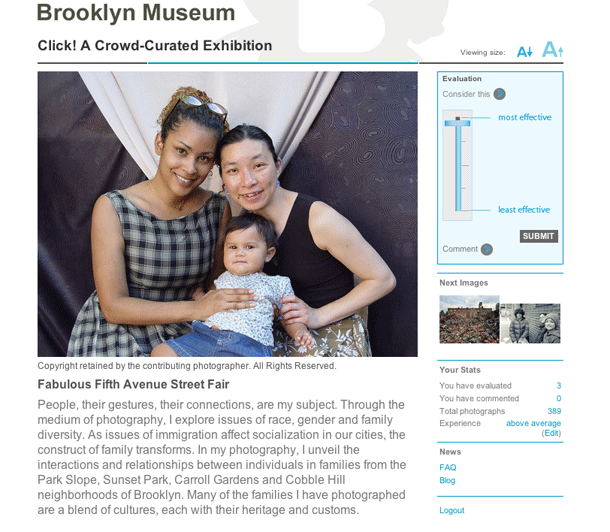 Brooklyn Museum
Click! A Crowd-Curated Exhibition
Viewing size: A A
Evaluation
Consider this
most effective
least effective
SUBMIT
Comment
Next Images
Copyright retained by the contributing photographer. All Rights Reserved.
Fabulous Fifth Avenue Street Fair
People, their gestures, their connections, are my subject. Through the
medium of photography, I explore issues of race, gender and family
diversity. As issues of immigration affect socialization in our cities, the
construct of family transforms. In my photography, I unveil the
interactions and relationships between individuals in families from the
Park Slope, Sunset Park, Carroll Gardens and Cobble Hill
neighborhoods of Brooklyn. Many of the families I have photographed
are a blend of cultures, each with their heritage and customs.
Your Stats
You have evaluated 3
You have commented 0
Total photographs 389
Experience above average
(Edit)
News
FAQ
Blog
Logout